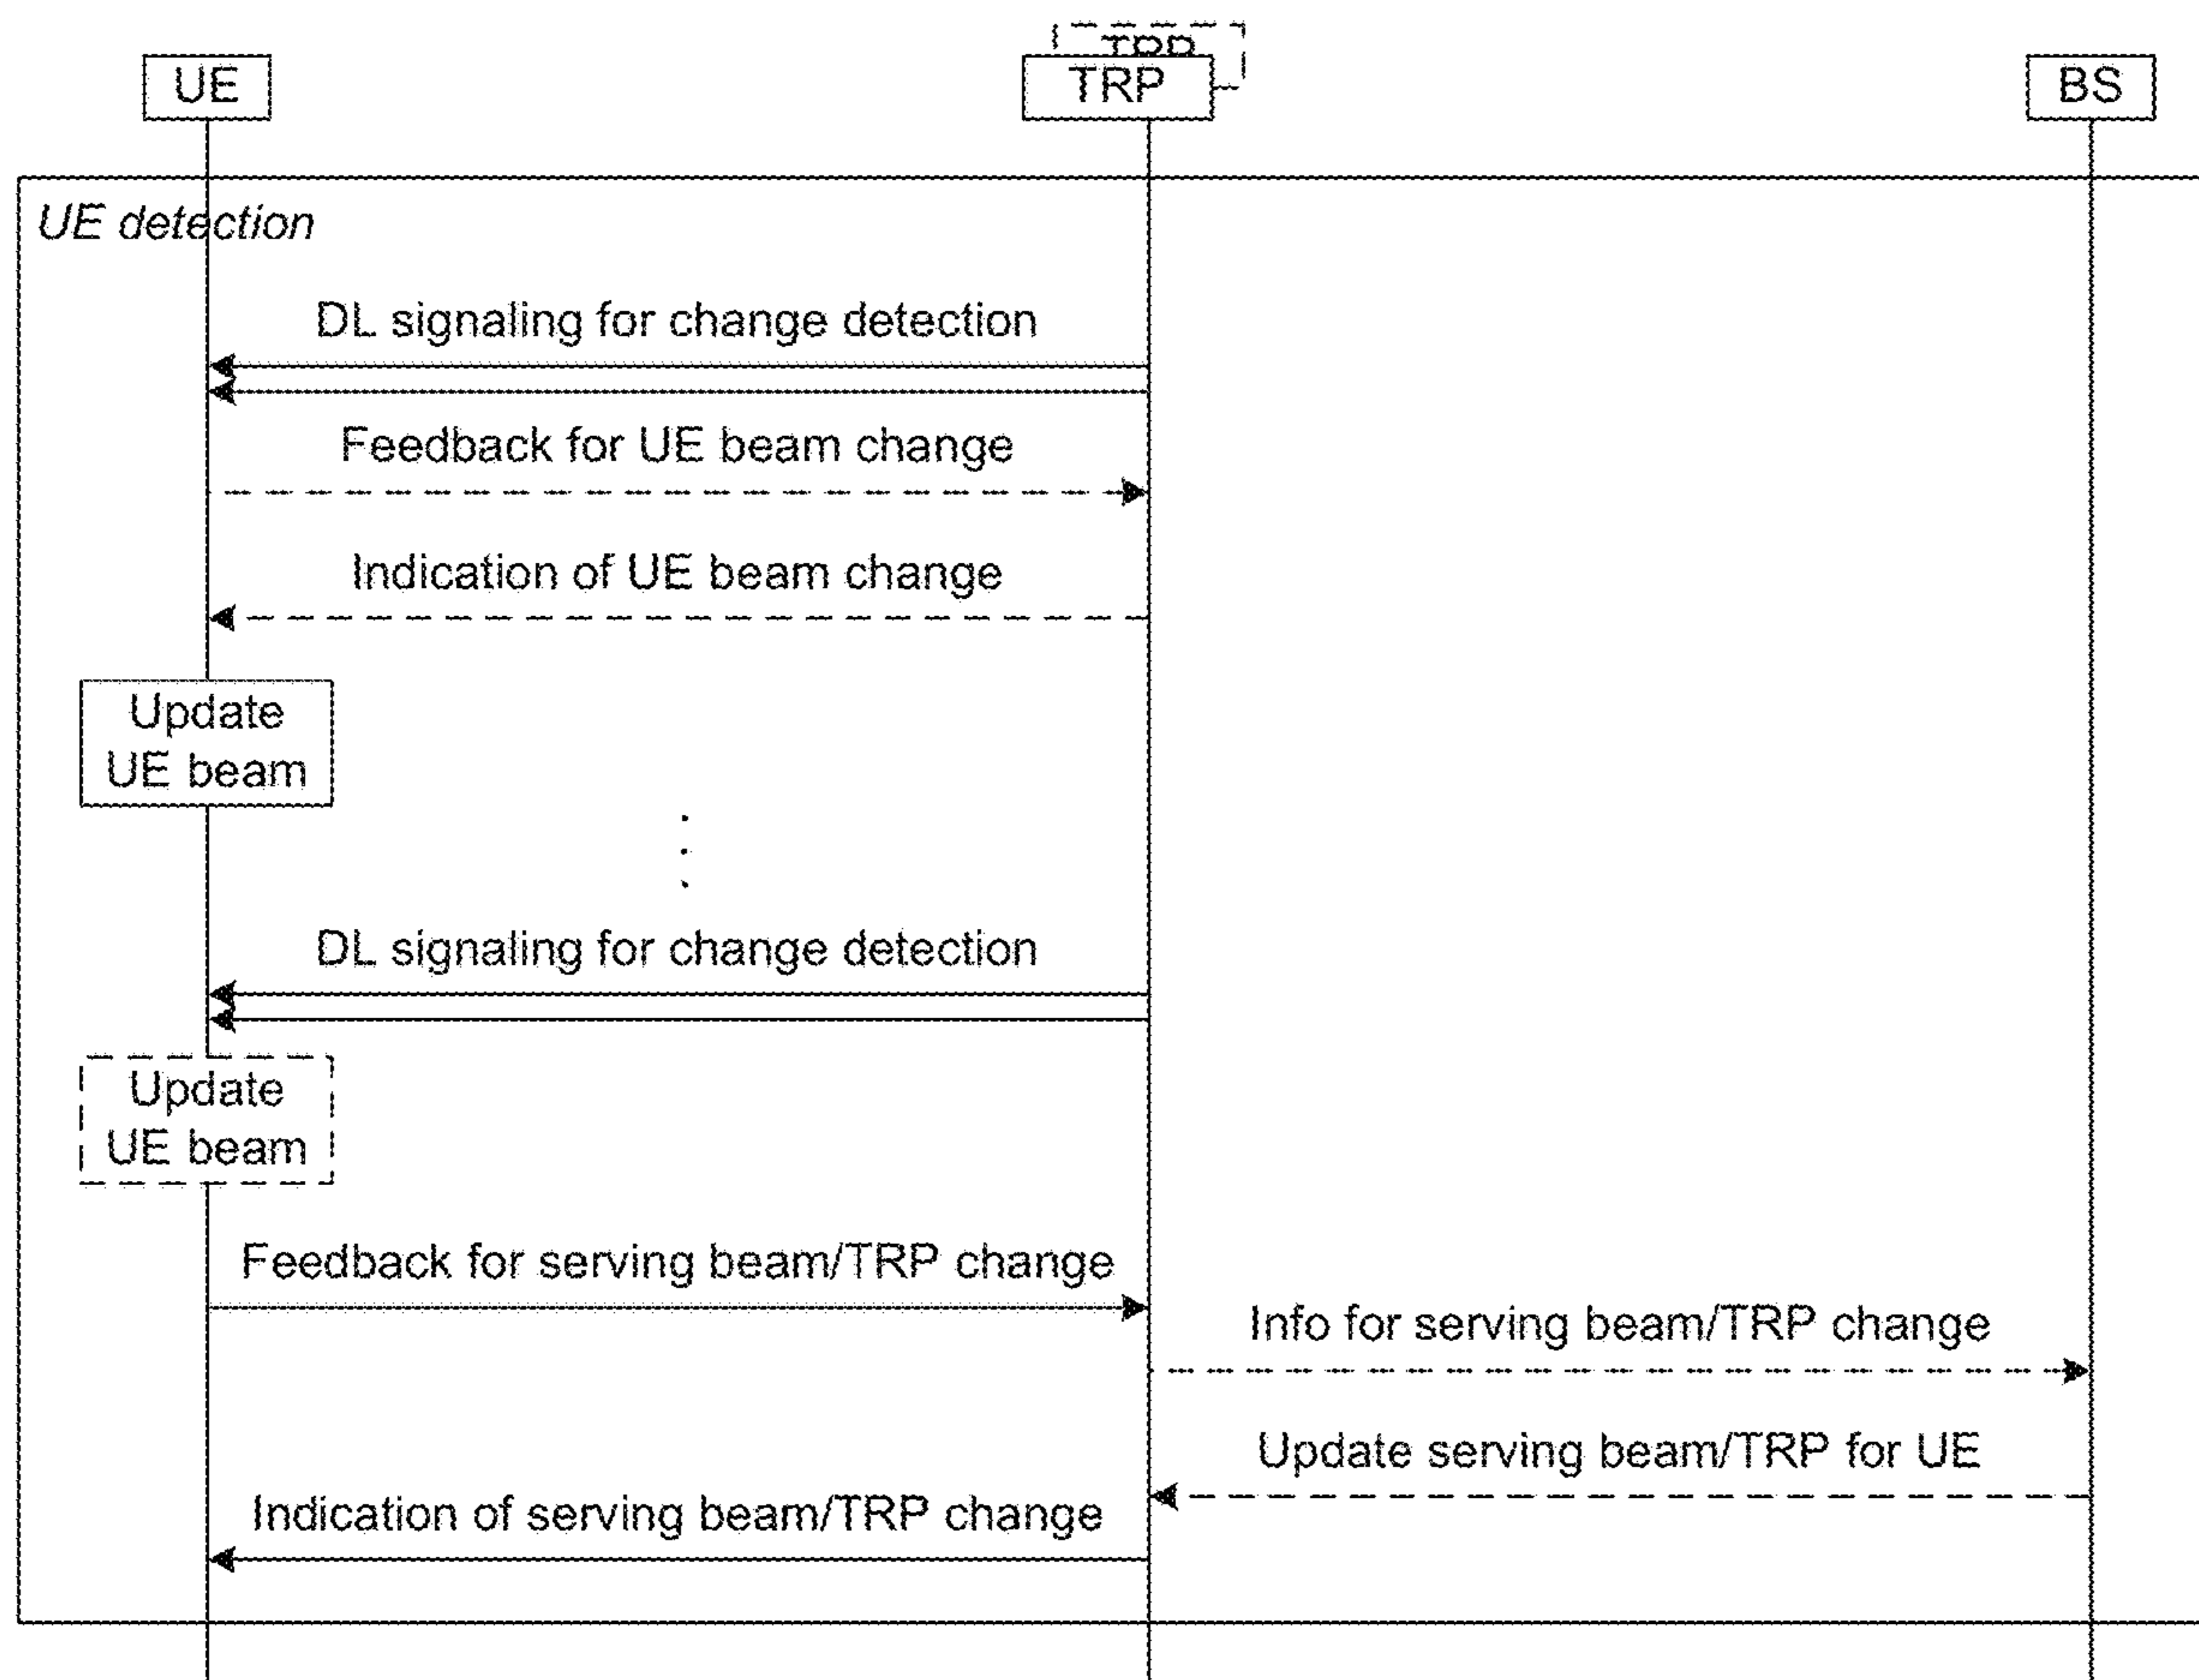 TRP
UE
TRP
BS
UE detection
DL signaling for change detection
Feedback for UE beam change
Indication of UE beam change
Update
UE beam
DL signaling for change detection
Update
UE beam
Feedback for serving beam/TRP change
Info for serving beam/TRP change
Update serving beam/TRP for UE
Indication of serving beam/TRP change